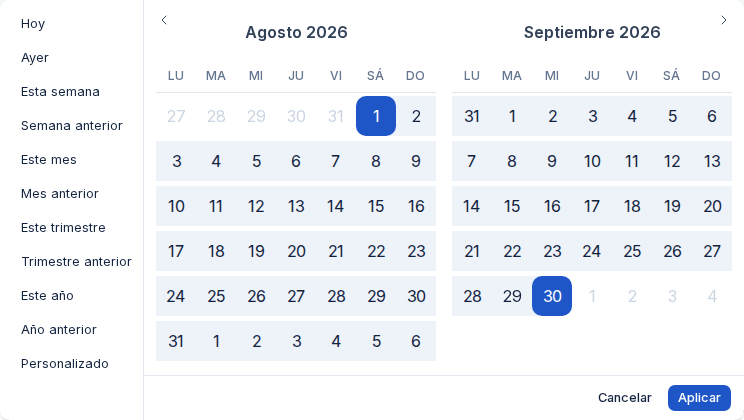 Hoy
Ayer
Esta semana
Semana anterior
Este mes
Mes anterior
Este trimestre
Trimestre anterior
Este año
Año anterior
Personalizado
Agosto 2026
LU MA MI JU VI SÁ DO
27 28 29 30 31 1 2
3 4 5 6 7 8 9
10 11 12 13 14 15 16
17 18 19 20 21 22 23
24 25 26 27 28 29 30
31 1 2 3 4 5 6
Septiembre 2026
LU MA MI JU VI SÁ DO
31 1 2 3 4 5 6
7 8 9 10 11 12 13
14 15 16 17 18 19 20
21 22 23 24 25 26 27
28 29 30 1 2 3 4
Cancelar Aplicar